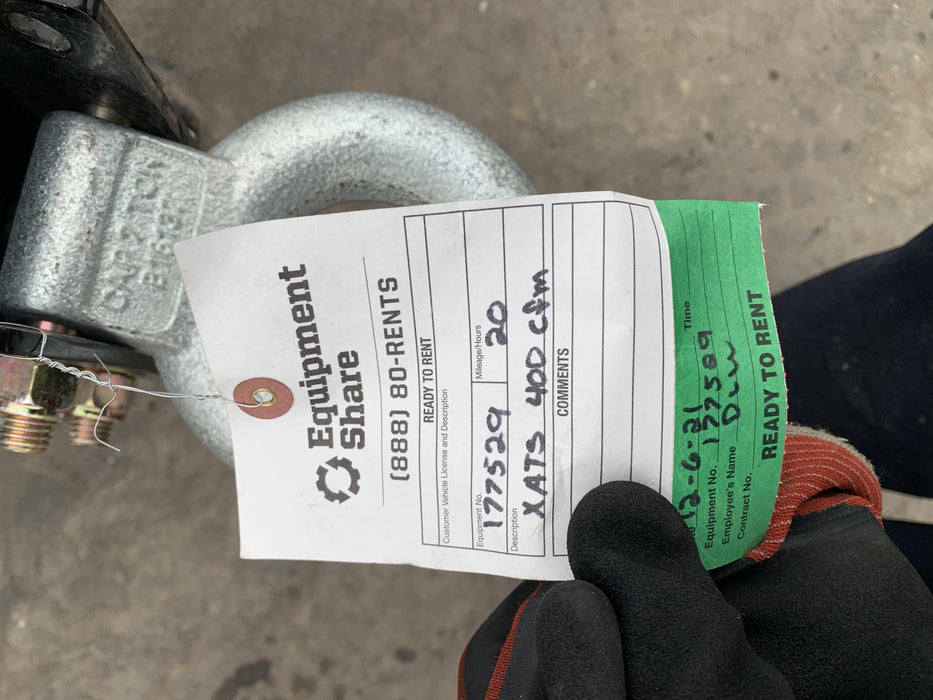 Equipment
Share
(888) 80-RENTS
READY TO RENT
Customer Vehicle License and Description
Equipment No. Mileage/Hours
177529 20
Description
XATS 400 cfm
COMMENTS
12-6-21 Time
Equipment No. 177529
Employee's Name Drew
Contract No.
READY TO RENT